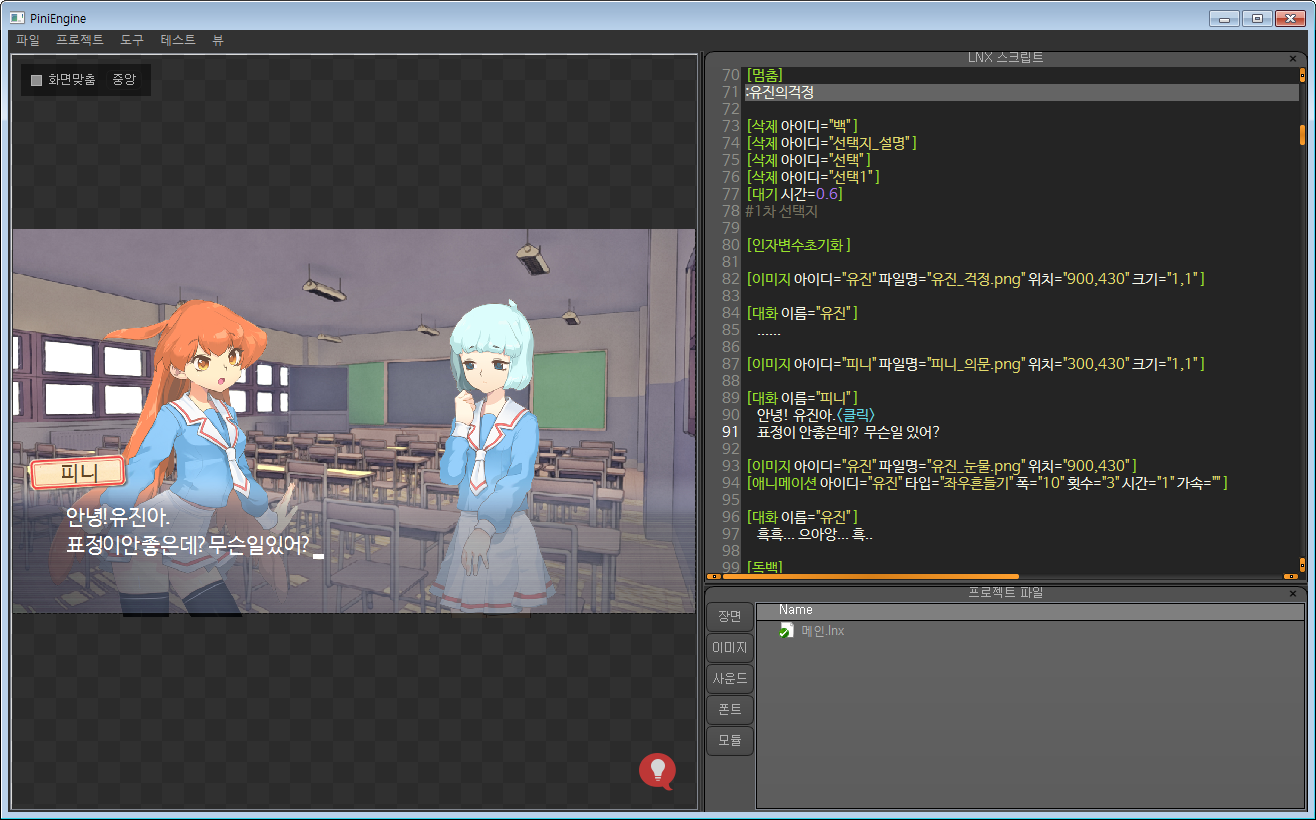 PiniEngine
파일 프로젝트 도구 테스트 뷰
화면맞춤 중앙
피니
안녕!유진아.
표정이안좋은데?무슨일있어?
LNX 스크립트
70 [멈춤]
71 :유진의걱정
72
73 [삭제 아이디="백"]
74 [삭제 아이디="선택지_설명"]
75 [삭제 아이디="선택"]
76 [삭제 아이디="선택1"]
77 [대기 시간=0.6]
78 #1차 선택지
79
80 [인자변수초기화 ]
81
82 [이미지 아이디="유진" 파일명="유진_걱정.png" 위치="900,430" 크기="1,1"]
83
84 [대화 이름="유진"]
85 ......
86
87 [이미지 아이디="피니" 파일명="피니_의문.png" 위치="300,430" 크기="1,1"]
88
89 [대화 이름="피니"]
90 안녕! 유진아.<클릭>
91 표정이 안좋은데? 무슨일 있어?
92
93 [이미지 아이디="유진" 파일명="유진_눈물.png" 위치="900,430"]
94 [애니메이션 아이디="유진" 타입="좌우흔들기" 폭="10" 횟수="3" 시간="1" 가속=""]
95
96 [대화 이름="유진"]
97 흑흑... 으아앙... 흑..
98
99 [독백]
프로젝트 파일
장면
이미지
사운드
폰트
모듈
Name
메인.lnx